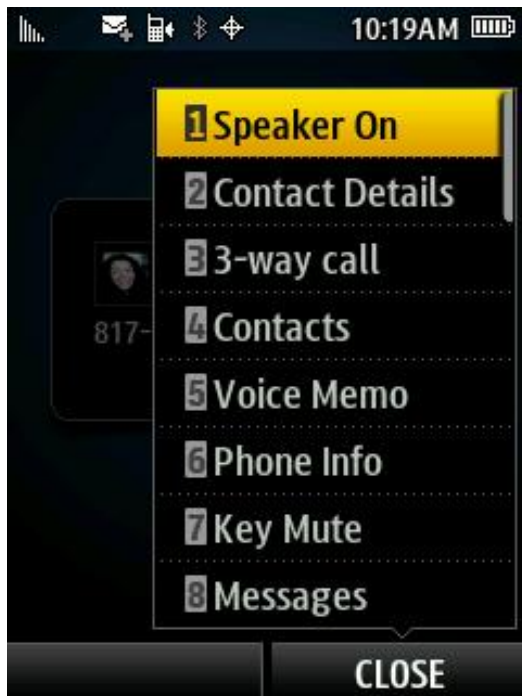 10:19AM
1 Speaker On
2 Contact Details
3 3-way call
817-
4 Contacts
5 Voice Memo
6 Phone Info
7 Key Mute
8 Messages
CLOSE